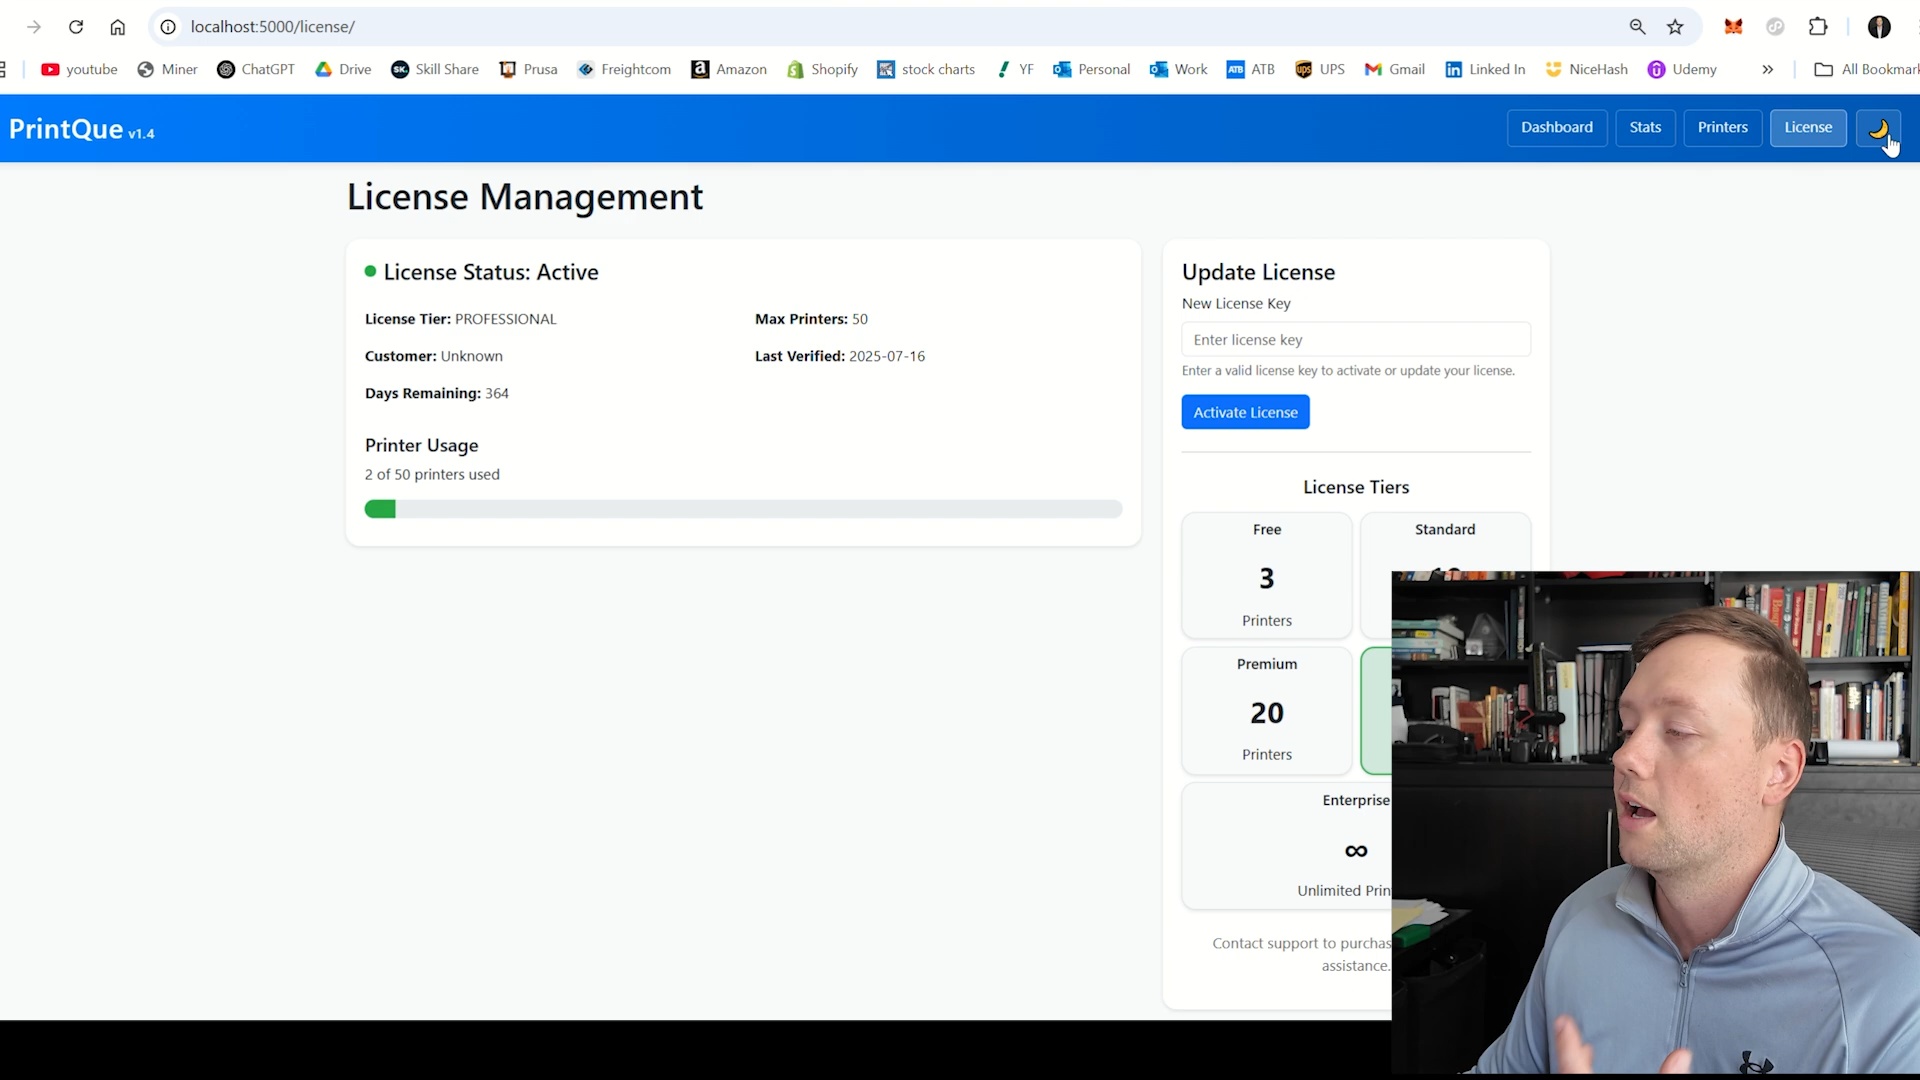 localhost:5000/license/
youtube Miner ChatGPT Drive Skill Share Prusa Freightcom Amazon Shopify stock charts YF Personal Work ATB UPS Gmail Linked In NiceHash Udemy » All Bookmark
PrintQue v1.4
Dashboard Stats Printers License
License Management
License Status: Active
License Tier: PROFESSIONAL
Max Printers: 50
Customer: Unknown
Last Verified: 2025-07-16
Days Remaining: 364
Printer Usage
2 of 50 printers used
Update License
New License Key
Enter license key
Enter a valid license key to activate or update your license.
Activate License
License Tiers
Free
3
Printers
Standard
Premium
20
Printers
Enterprise
∞
Unlimited Prin
Contact support to purchas
assistance.